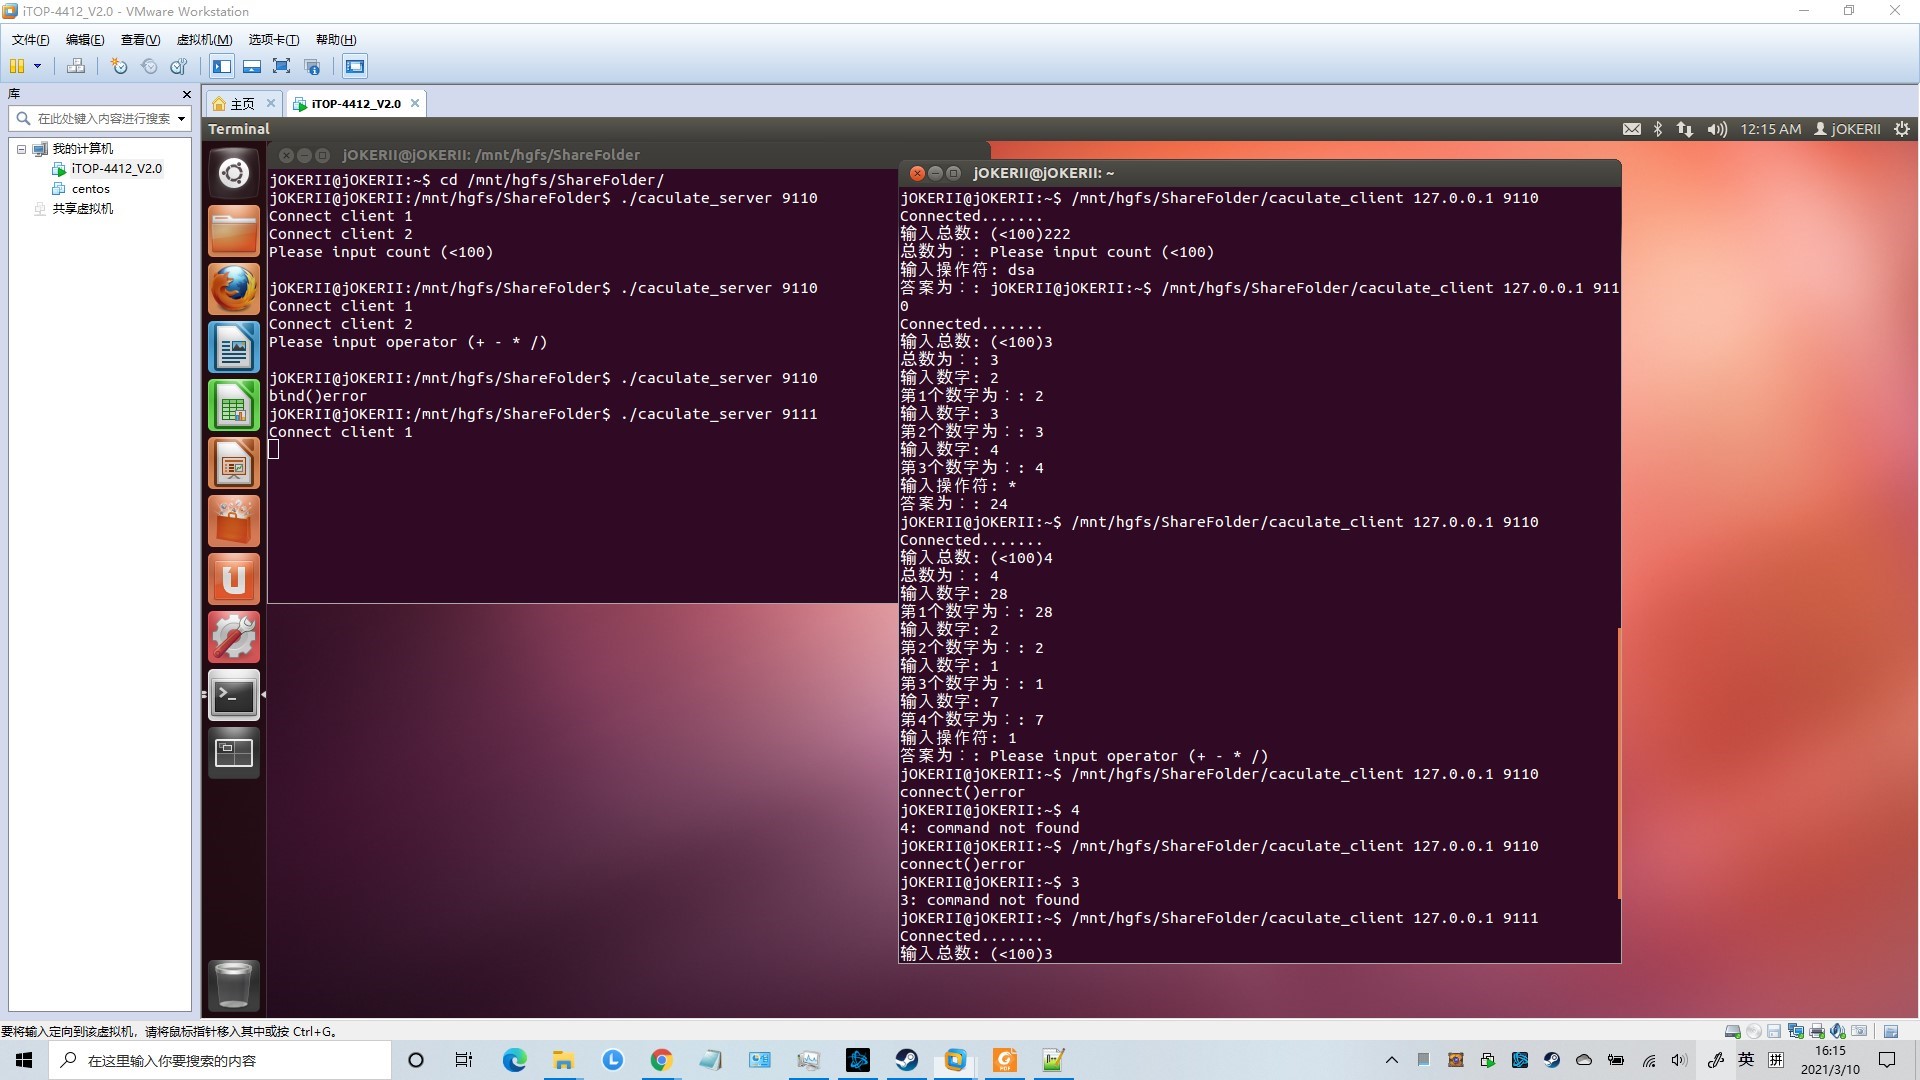 iTOP-4412_V2.0 - VMware Workstation
文件(F) 编辑(E) 查看(V) 虚拟机(M) 选项卡(T) 帮助(H)
库
在此处键入内容进行搜索
我的计算机
iTOP-4412_V2.0
centos
共享虚拟机
主页
iTOP-4412_V2.0
Terminal
12:15 AM jOKERII
jOKERII@jOKERII: /mnt/hgfs/ShareFolder
jOKERII@jOKERII:~$ cd /mnt/hgfs/ShareFolder/
jOKERII@jOKERII:/mnt/hgfs/ShareFolder$ ./caculate_server 9110
Connect client 1
Connect client 2
Please input count (<100)
jOKERII@jOKERII:/mnt/hgfs/ShareFolder$ ./caculate_server 9110
Connect client 1
Connect client 2
Please input operator (+ - * /)
jOKERII@jOKERII:/mnt/hgfs/ShareFolder$ ./caculate_server 9110
bind()error
jOKERII@jOKERII:/mnt/hgfs/ShareFolder$ ./caculate_server 9111
Connect client 1
jOKERII@jOKERII: ~
jOKERII@jOKERII:~$ /mnt/hgfs/ShareFolder/caculate_client 127.0.0.1 9110
Connected.......
输入总数: (<100)222
总数为：: Please input count (<100)
输入操作符: dsa
答案为：: jOKERII@jOKERII:~$ /mnt/hgfs/ShareFolder/caculate_client 127.0.0.1 911
0
Connected.......
输入总数: (<100)3
总数为：: 3
输入数字: 2
第1个数字为：: 2
输入数字: 3
第2个数字为：: 3
输入数字: 4
第3个数字为：: 4
输入操作符: *
答案为：: 24
jOKERII@jOKERII:~$ /mnt/hgfs/ShareFolder/caculate_client 127.0.0.1 9110
Connected.......
输入总数: (<100)4
总数为：: 4
输入数字: 28
第1个数字为：: 28
输入数字: 2
第2个数字为：: 2
输入数字: 1
第3个数字为：: 1
输入数字: 7
第4个数字为：: 7
输入操作符: 1
答案为：: Please input operator (+ - * /)
jOKERII@jOKERII:~$ /mnt/hgfs/ShareFolder/caculate_client 127.0.0.1 9110
connect()error
jOKERII@jOKERII:~$ 4
4: command not found
jOKERII@jOKERII:~$ /mnt/hgfs/ShareFolder/caculate_client 127.0.0.1 9110
connect()error
jOKERII@jOKERII:~$ 3
3: command not found
jOKERII@jOKERII:~$ /mnt/hgfs/ShareFolder/caculate_client 127.0.0.1 9111
Connected.......
输入总数: (<100)3
要将输入定向到该虚拟机，请将鼠标指针移入其中或按 Ctrl+G。
在这里输入你要搜索的内容
英 拼
16:15
2021/3/10